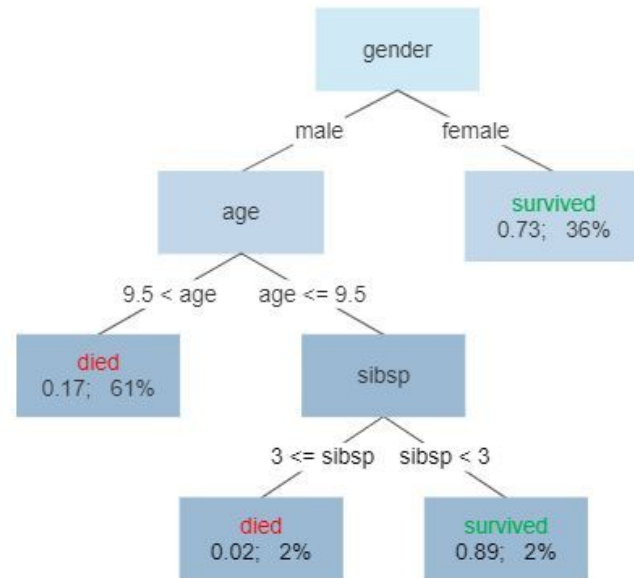 gender
male
female
age
survived
0.73; 36%
9.5 < age
age <= 9.5
died
0.17; 61%
sibsp
3 <= sibsp
sibsp < 3
died
0.02; 2%
survived
0.89; 2%